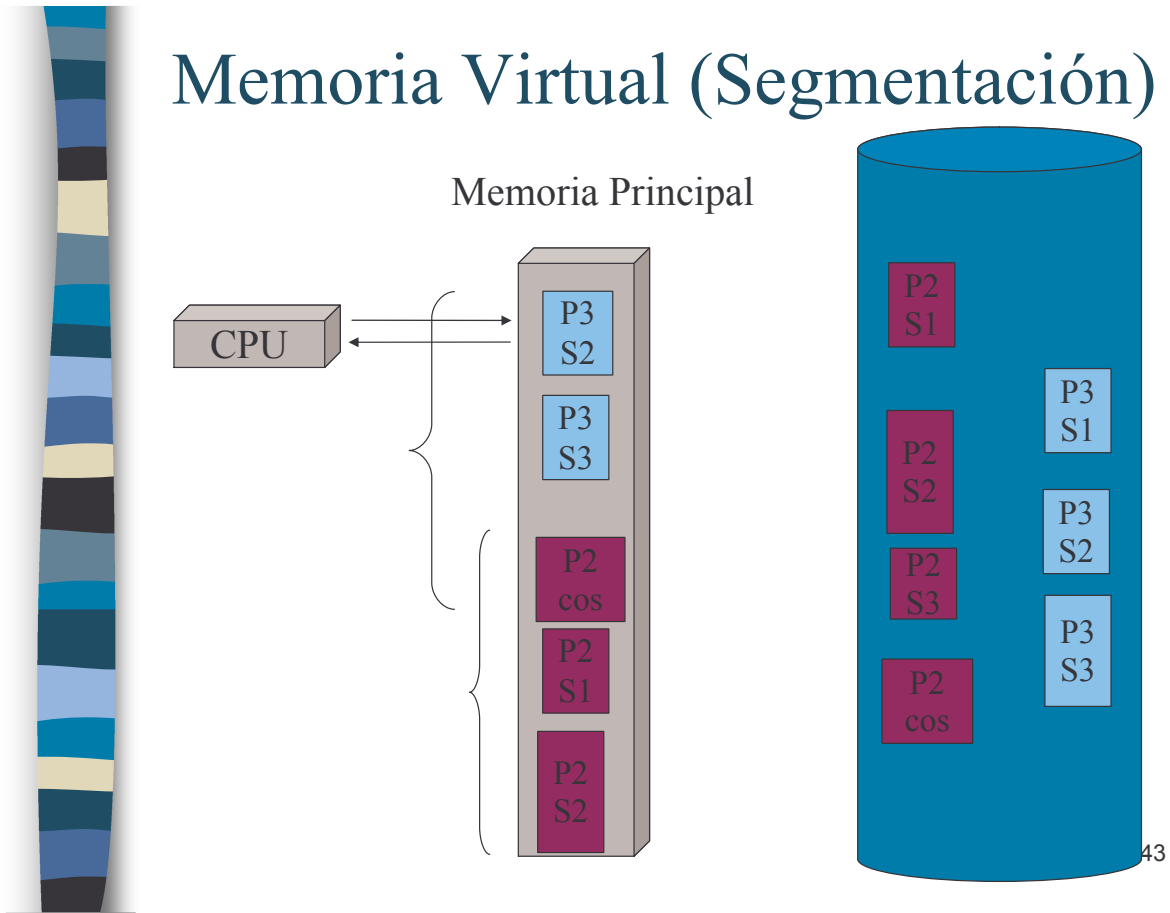 Memoria Virtual (Segmentación)
Memoria Principal
CPU
P3
S2
P3
S3
P2
cos
P2
S1
P2
S2
P2
S1
P2
S2
P2
S3
P2
cos
P3
S1
P3
S2
P3
S3
43